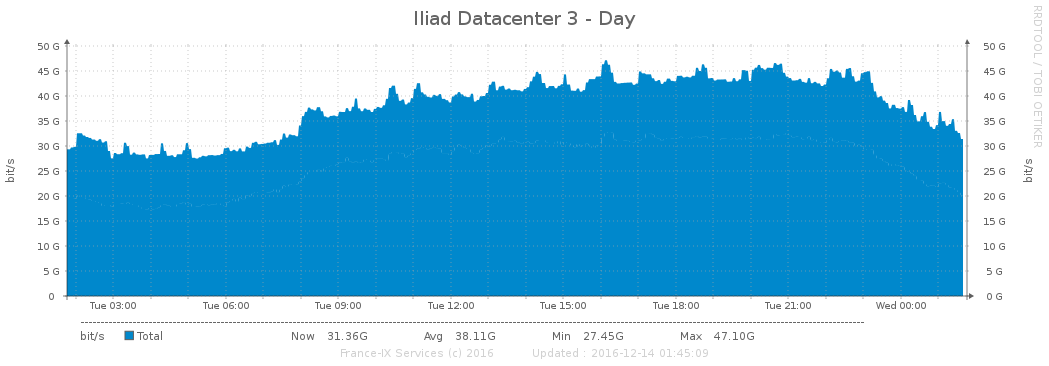 Iliad Datacenter 3 - Day
RRDTOOL / TOBI OETIKER
50 G 50 G
45 G 45 G
40 G 40 G
35 G 35 G
30 G 30 G
25 G 25 G
20 G 20 G
15 G 15 G
10 G 10 G
5 G 5 G
0 0 G
bit/s bit/s
Tue 03:00 Tue 06:00 Tue 09:00 Tue 12:00 Tue 15:00 Tue 18:00 Tue 21:00 Wed 00:00
bit/s Total Now 31.36G Avg 38.11G Min 27.45G Max 47.10G
France-IX Services (c) 2016 Updated : 2016-12-14 01:45:09